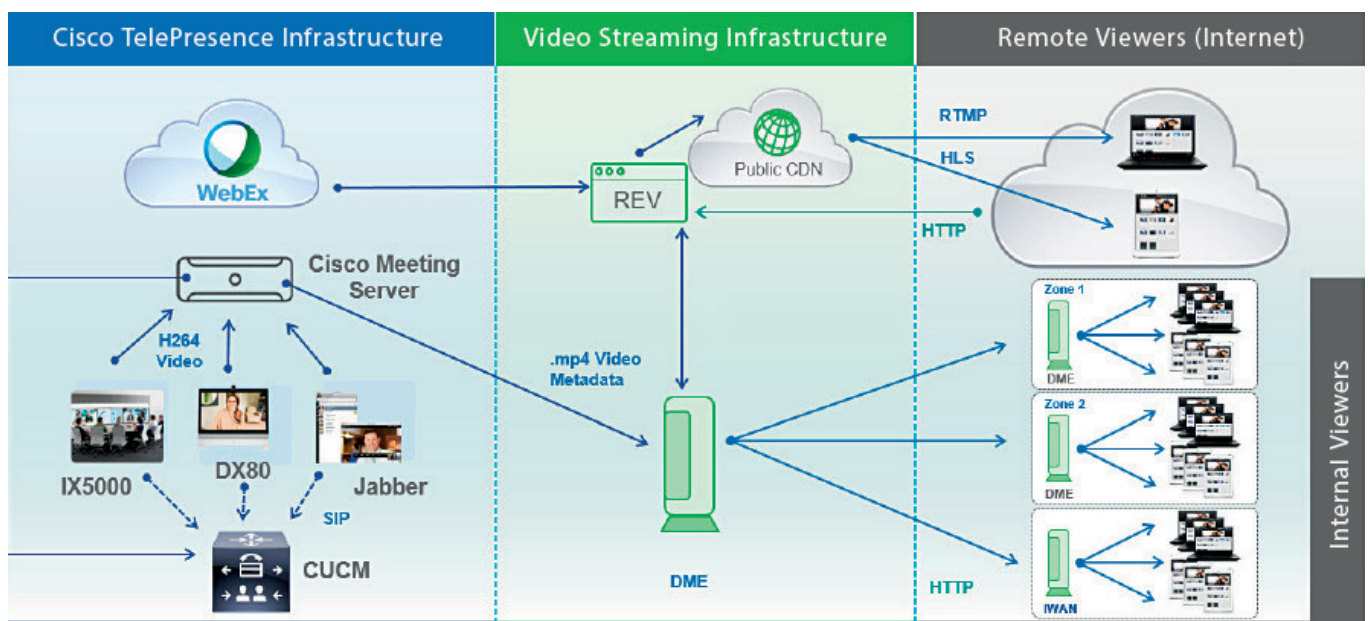 Cisco TelePresence Infrastructure
Video Streaming Infrastructure
Remote Viewers (Internet)
WebEx
Cisco Meeting
Server
H264
Video
IX5000
DX80
Jabber
SIP
CUCM
Public CDN
REV
.mp4 Video
Metadata
DME
RTMP
HLS
HTTP
Zone 1
DME
Zone 2
DME
HTTP
IWAN
Internal Viewers